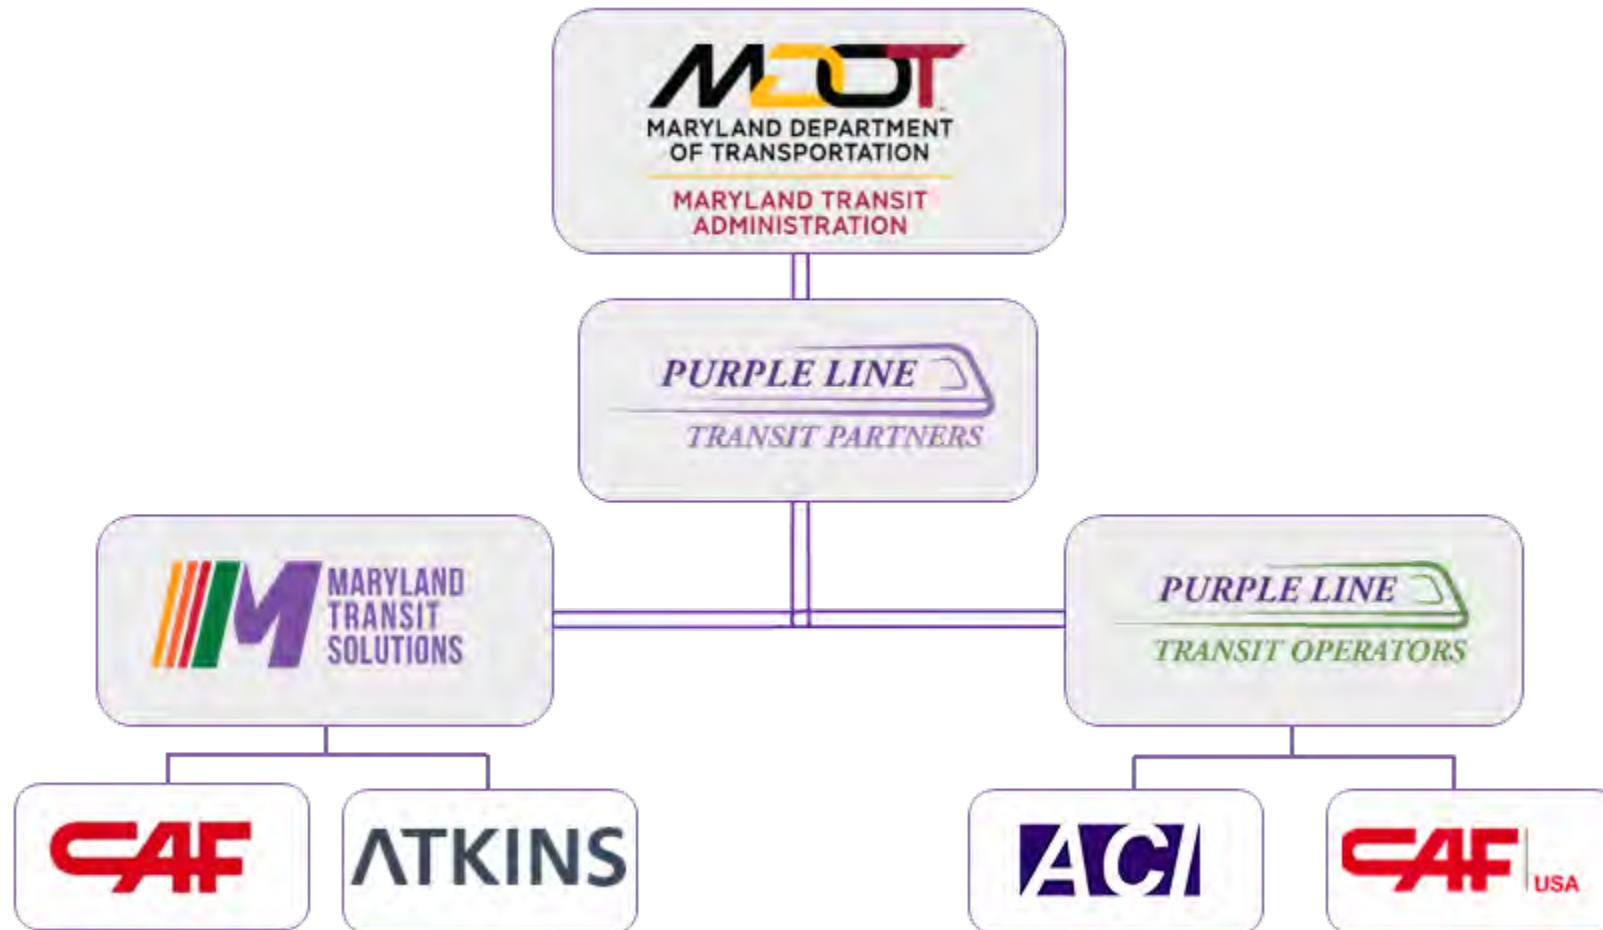 MDOT
MARYLAND DEPARTMENT
OF TRANSPORTATION
MARYLAND TRANSIT
ADMINISTRATION
PURPLE LINE
TRANSIT PARTNERS
M MARYLAND
TRANSIT
SOLUTIONS
PURPLE LINE
TRANSIT OPERATORS
CAF
ATKINS
ACI
CAF USA